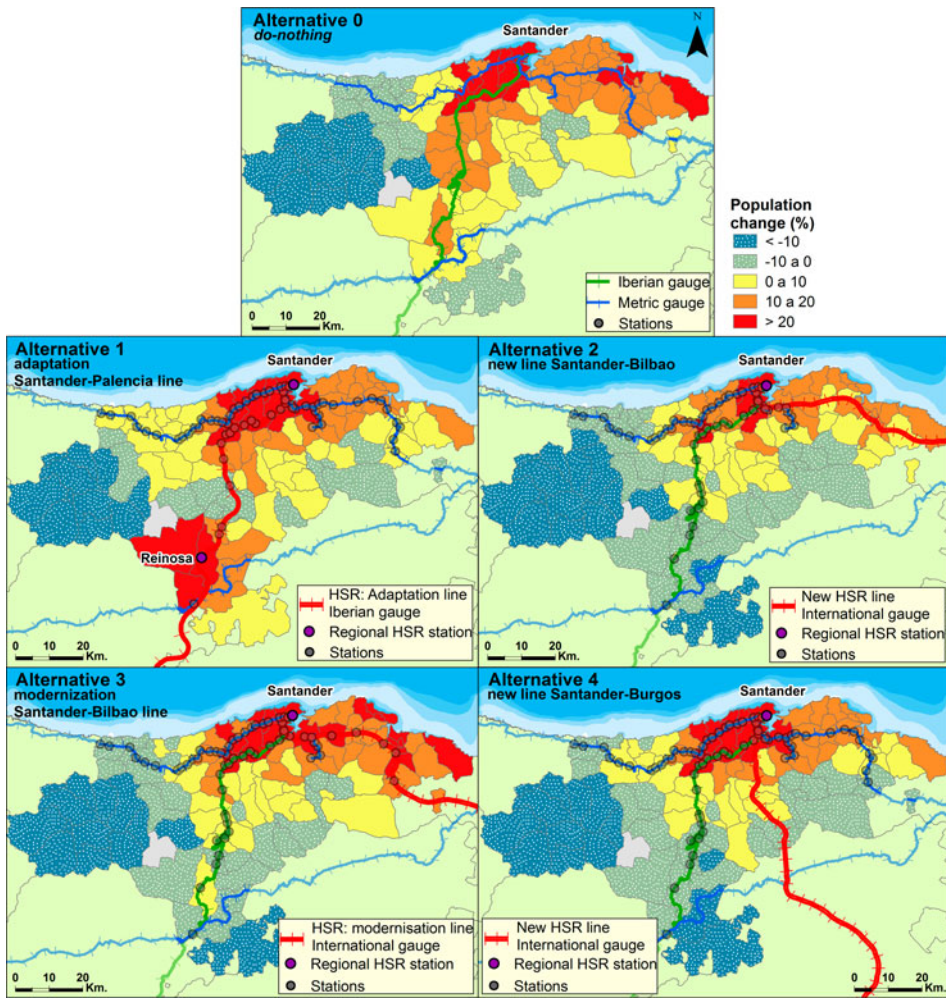 Alternative 0
do-nothing
Santander
N
Population
change (%)
< -10
-10 a 0
0 a 10
10 a 20
> 20
Iberian gauge
Metric gauge
Stations
0 10 20
Km.
Alternative 1
adaptation
Santander-Palencia line
Santander
Reinosa
HSR: Adaptation line
Iberian gauge
Regional HSR station
Stations
0 10 20
Km.
Alternative 2
new line Santander-Bilbao
Santander
New HSR line
International gauge
Regional HSR station
Stations
0 10 20
Km.
Alternative 3
modernization
Santander-Bilbao line
Santander
HSR: modernisation line
International gauge
Regional HSR station
Stations
0 10 20
Km.
Alternative 4
new line Santander-Burgos
Santander
New HSR line
International gauge
Regional HSR station
Stations
0 10 20
Km.